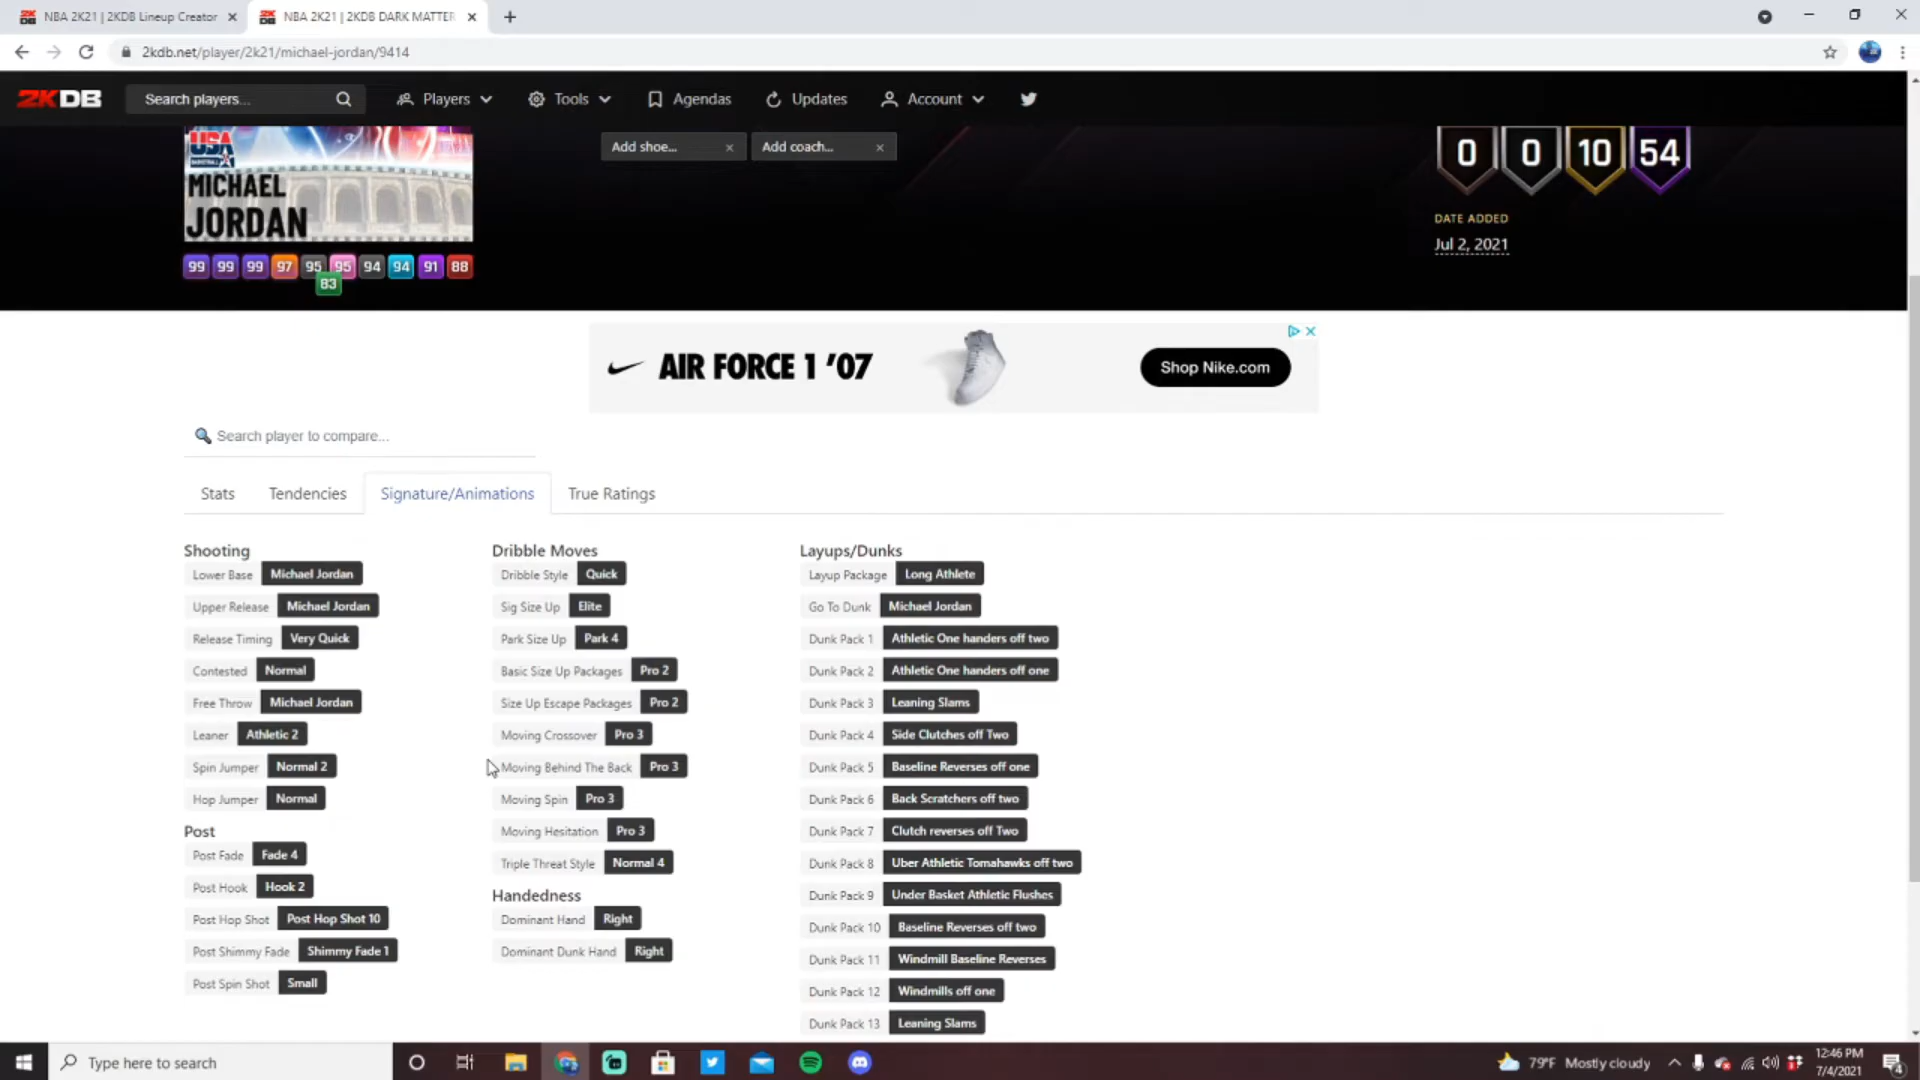 NBA 2K21 | 2KDB Lineup Creator
NBA 2K21 | 2KDB DARK MATTER
2kdb.net/player/2k21/michael-jordan/9414
2KDB
Search players...
Players
Tools
Agendas
Updates
Account
USA
BASKETBALL
MICHAEL
JORDAN
Add shoe...
Add coach...
0 0 10 54
DATE ADDED
Jul 2, 2021
99 99 99 97 95 95 94 94 91 88
83
AIR FORCE 1 '07
Shop Nike.com
Search player to compare...
Stats
Tendencies
Signature/Animations
True Ratings
Shooting
Lower Base Michael Jordan
Upper Release Michael Jordan
Release Timing Very Quick
Contested Normal
Free Throw Michael Jordan
Leaner Athletic 2
Spin Jumper Normal 2
Hop Jumper Normal
Post
Post Fade Fade 4
Post Hook Hook 2
Post Hop Shot Post Hop Shot 10
Post Shimmy Fade Shimmy Fade 1
Post Spin Shot Small
Dribble Moves
Dribble Style Quick
Sig Size Up Elite
Park Size Up Park 4
Basic Size Up Packages Pro 2
Size Up Escape Packages Pro 2
Moving Crossover Pro 3
Moving Behind The Back Pro 3
Moving Spin Pro 3
Moving Hesitation Pro 3
Triple Threat Style Normal 4
Handedness
Dominant Hand Right
Dominant Dunk Hand Right
Layups/Dunks
Layup Package Long Athlete
Go To Dunk Michael Jordan
Dunk Pack 1 Athletic One handers off two
Dunk Pack 2 Athletic One handers off one
Dunk Pack 3 Leaning Slams
Dunk Pack 4 Side Clutches off Two
Dunk Pack 5 Baseline Reverses off one
Dunk Pack 6 Back Scratchers off two
Dunk Pack 7 Clutch reverses off Two
Dunk Pack 8 Uber Athletic Tomahawks off two
Dunk Pack 9 Under Basket Athletic Flushes
Dunk Pack 10 Baseline Reverses off two
Dunk Pack 11 Windmill Baseline Reverses
Dunk Pack 12 Windmills off one
Dunk Pack 13 Leaning Slams
Type here to search
79°F Mostly cloudy
12:46 PM
7/4/2021
4